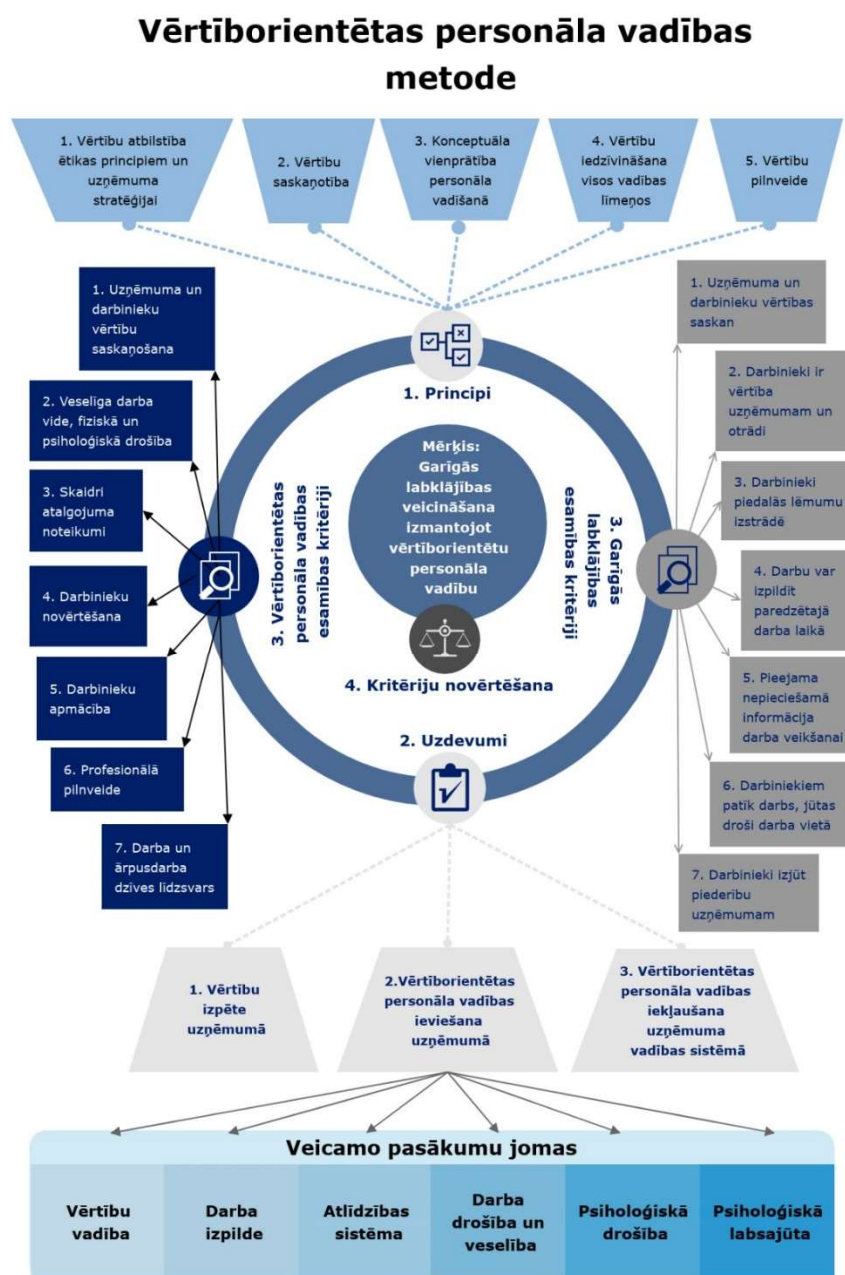 Vērtīborientētas personāla vadības
metode
1. Vērtību atbilstība
ētikas principiem un
uzņēmuma
stratēģijai
2. Vērtību
saskaņotība
3. Konceptuāla
vienprātība
personāla
vadīšanā
4. Vērtību
iedzīvināšana
visos vadības
līmeņos
5. Vērtību
pilnveide
1. Uzņēmuma un
darbinieku
vērtību
saskaņošana
2. Veselīga darba
vide, fiziskā un
psiholoģiskā drošība
3. Skaidri
atalgojuma
noteikumi
4. Darbinieku
novērtēšana
5. Darbinieku
apmācība
6. Profesionālā
pilnveide
7. Darba un
ārpusdarba
dzīves līdzsvars
1. Principi
3. Vērtīborientētas
personāla vadības
esamības kritēriji
Mērķis:
Garīgās
labklājības
veicināšana
izmantojot
vērtīborientētu
personāla
vadību
3. Garīgās
labklājības
esamības kritēriji
4. Kritēriju novērtēšana
2. Uzdevumi
1. Uzņēmuma un
darbinieku vērtības
saskan
2. Darbinieki ir
vērtība
uzņēmumam un
otrādi
3. Darbinieki
piedalās lēmumu
izstrādē
4. Darbu var
izpildīt
paredzētajā
darba laikā
5. Pieejama
nepieciešamā
informācija
darba veikšanai
6. Darbiniekiem
patīk darbs, jūtas
droši darba vietā
7. Darbinieki izjūt
piederību
uzņēmumam
1. Vērtību
izpēte
uzņēmumā
2.Vērtīborientētas
personāla vadības
ieviešana
uzņēmumā
3. Vērtīborientētas
personāla vadības
iekļaušana
uzņēmuma
vadības sistēmā
Veicamo pasākumu jomas
Vērtību
vadība
Darba
izpilde
Atlīdzības
sistēma
Darba
drošība un
veselība
Psiholoģiskā
drošība
Psiholoģiskā
labsajūta